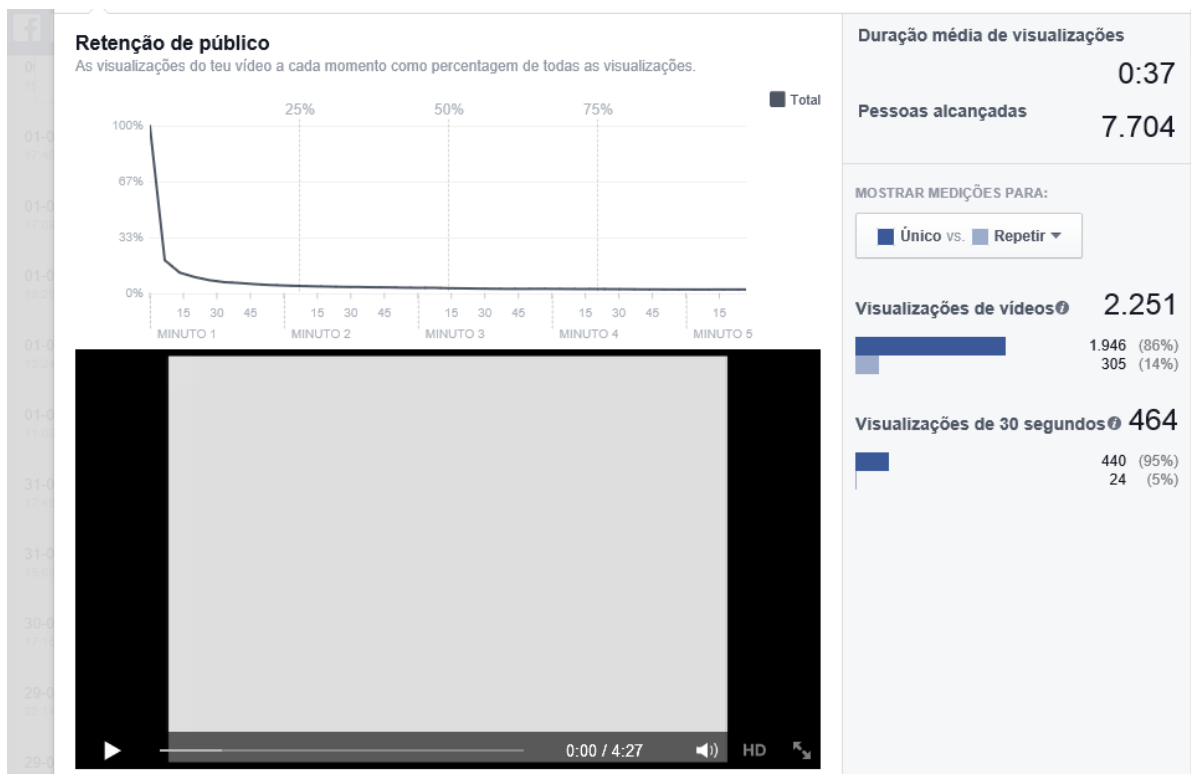 Retenção de público
As visualizações do teu vídeo a cada momento como percentagem de todas as visualizações.
Total
25% 50% 75%
100%
67%
33%
0%
15 30 45 15 30 45 15 30 45 15 30 45 15
MINUTO 1 MINUTO 2 MINUTO 3 MINUTO 4 MINUTO 5
0:00 / 4:27 HD
Duração média de visualizações
0:37
Pessoas alcançadas
7.704
MOSTRAR MEDIÇÕES PARA:
Único vs. Repetir
Visualizações de vídeos 2.251
1.946 (86%)
305 (14%)
Visualizações de 30 segundos 464
440 (95%)
24 (5%)